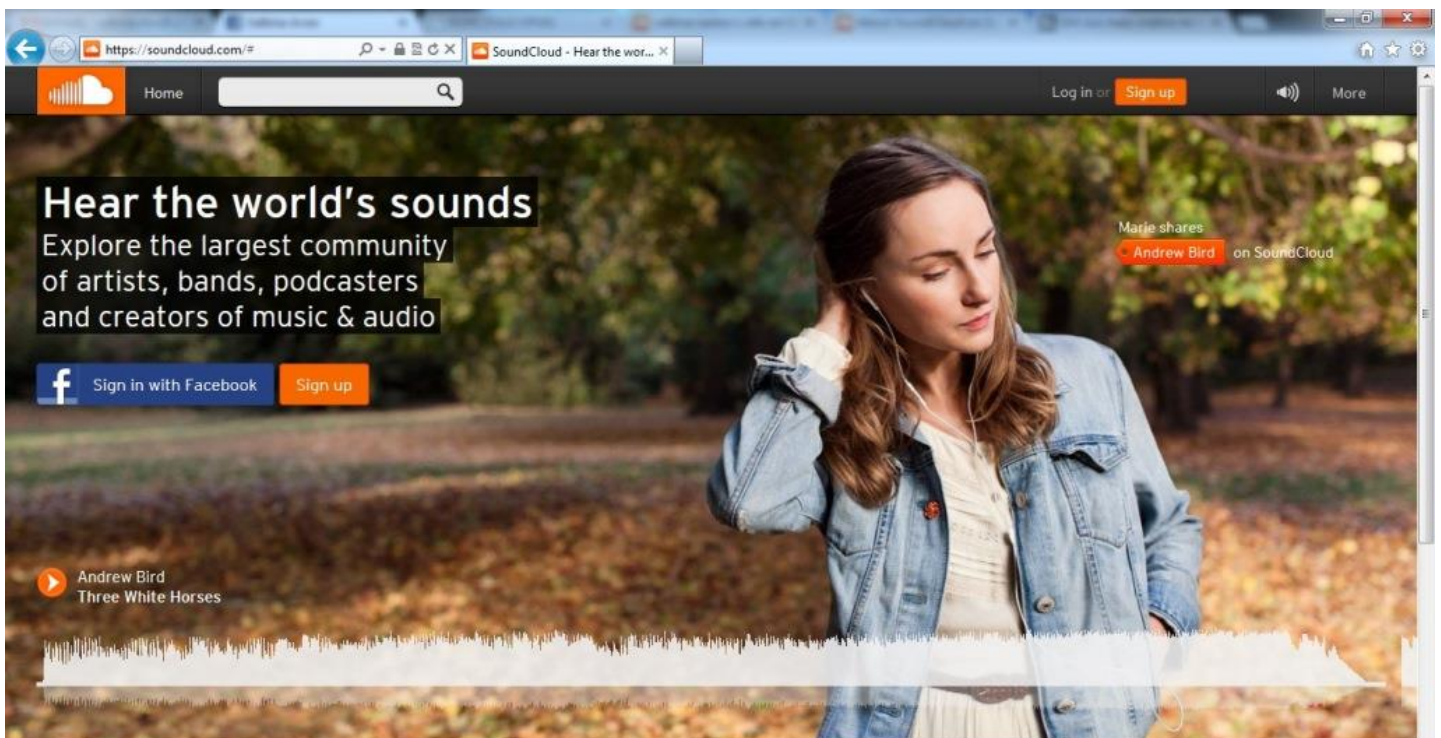 https://soundcloud.com/#
SoundCloud - Hear the wor...
Home
Log in or Sign up
More
Hear the world's sounds
Explore the largest community
of artists, bands, podcasters
and creators of music & audio
f Sign in with Facebook
Sign up
Marie shares
Andrew Bird on SoundCloud
Andrew Bird
Three White Horses